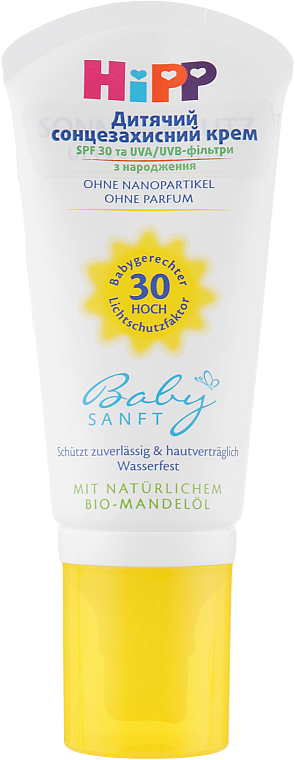 HiPP
Дитячий
сонцезахисний крем
SPF 30 та UVA/UVB-фільтри
з народження
OHNE NANOPARTIKEL
OHNE PARFUM
Babygerechter
30
HOCH
Lichtschutzfaktor
Baby
SANFT
Schützt zuverlässig & hautverträglich
Wasserfest
MIT NATÜRLICHEM
BIO-MANDELÖL